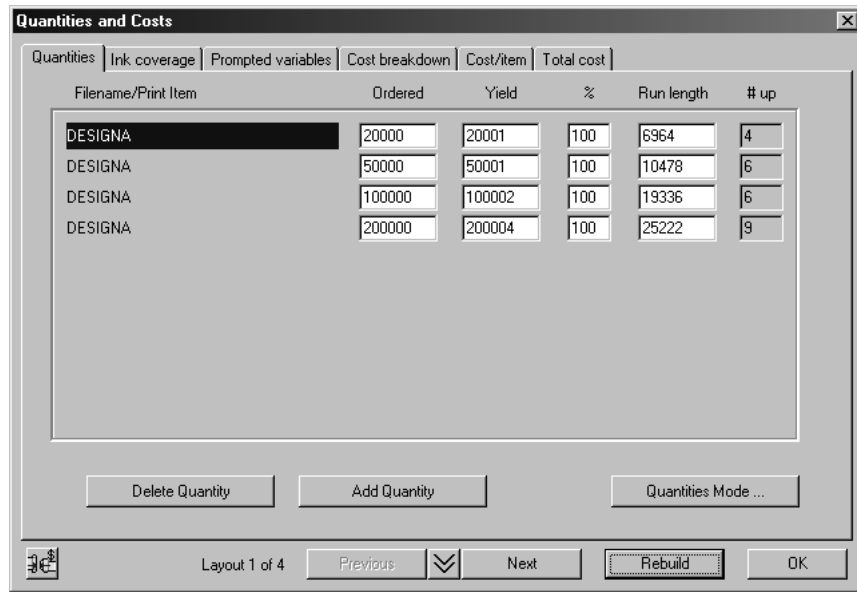 Quantities and Costs
Quantities Ink coverage Prompted variables Cost breakdown Cost/item Total cost
Filename/Print Item Ordered Yield % Run length # up
DESIGNA 20000 20001 100 6964 4
DESIGNA 50000 50001 100 10478 6
DESIGNA 100000 100002 100 19336 6
DESIGNA 200000 200004 100 25222 9
Delete Quantity Add Quantity Quantities Mode ...
Layout 1 of 4 Previous Next Rebuild OK